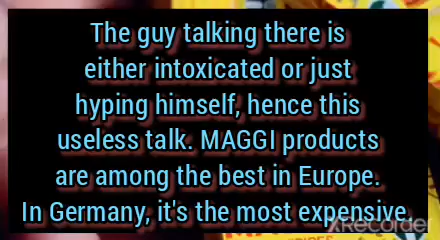 The guy talking there is
either intoxicated or just
hyping himself, hence this
useless talk. MAGGI products
are among the best in Europe.
In Germany, it's the most expensive.
XRecorder